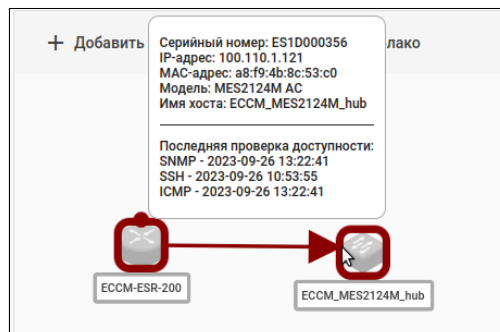 + Добавить
лако
Серийный номер: ES1D000356
IP-адрес: 100.110.1.121
MAC-адрес: a8:f9:4b:8c:53:c0
Модель: MES2124M AC
Имя хоста: ECCM_MES2124M_hub
Последняя проверка доступности:
SNMP - 2023-09-26 13:22:41
SSH - 2023-09-26 10:53:55
ICMP - 2023-09-26 13:22:41
ECCM-ESR-200
ECCM_MES2124M_hub